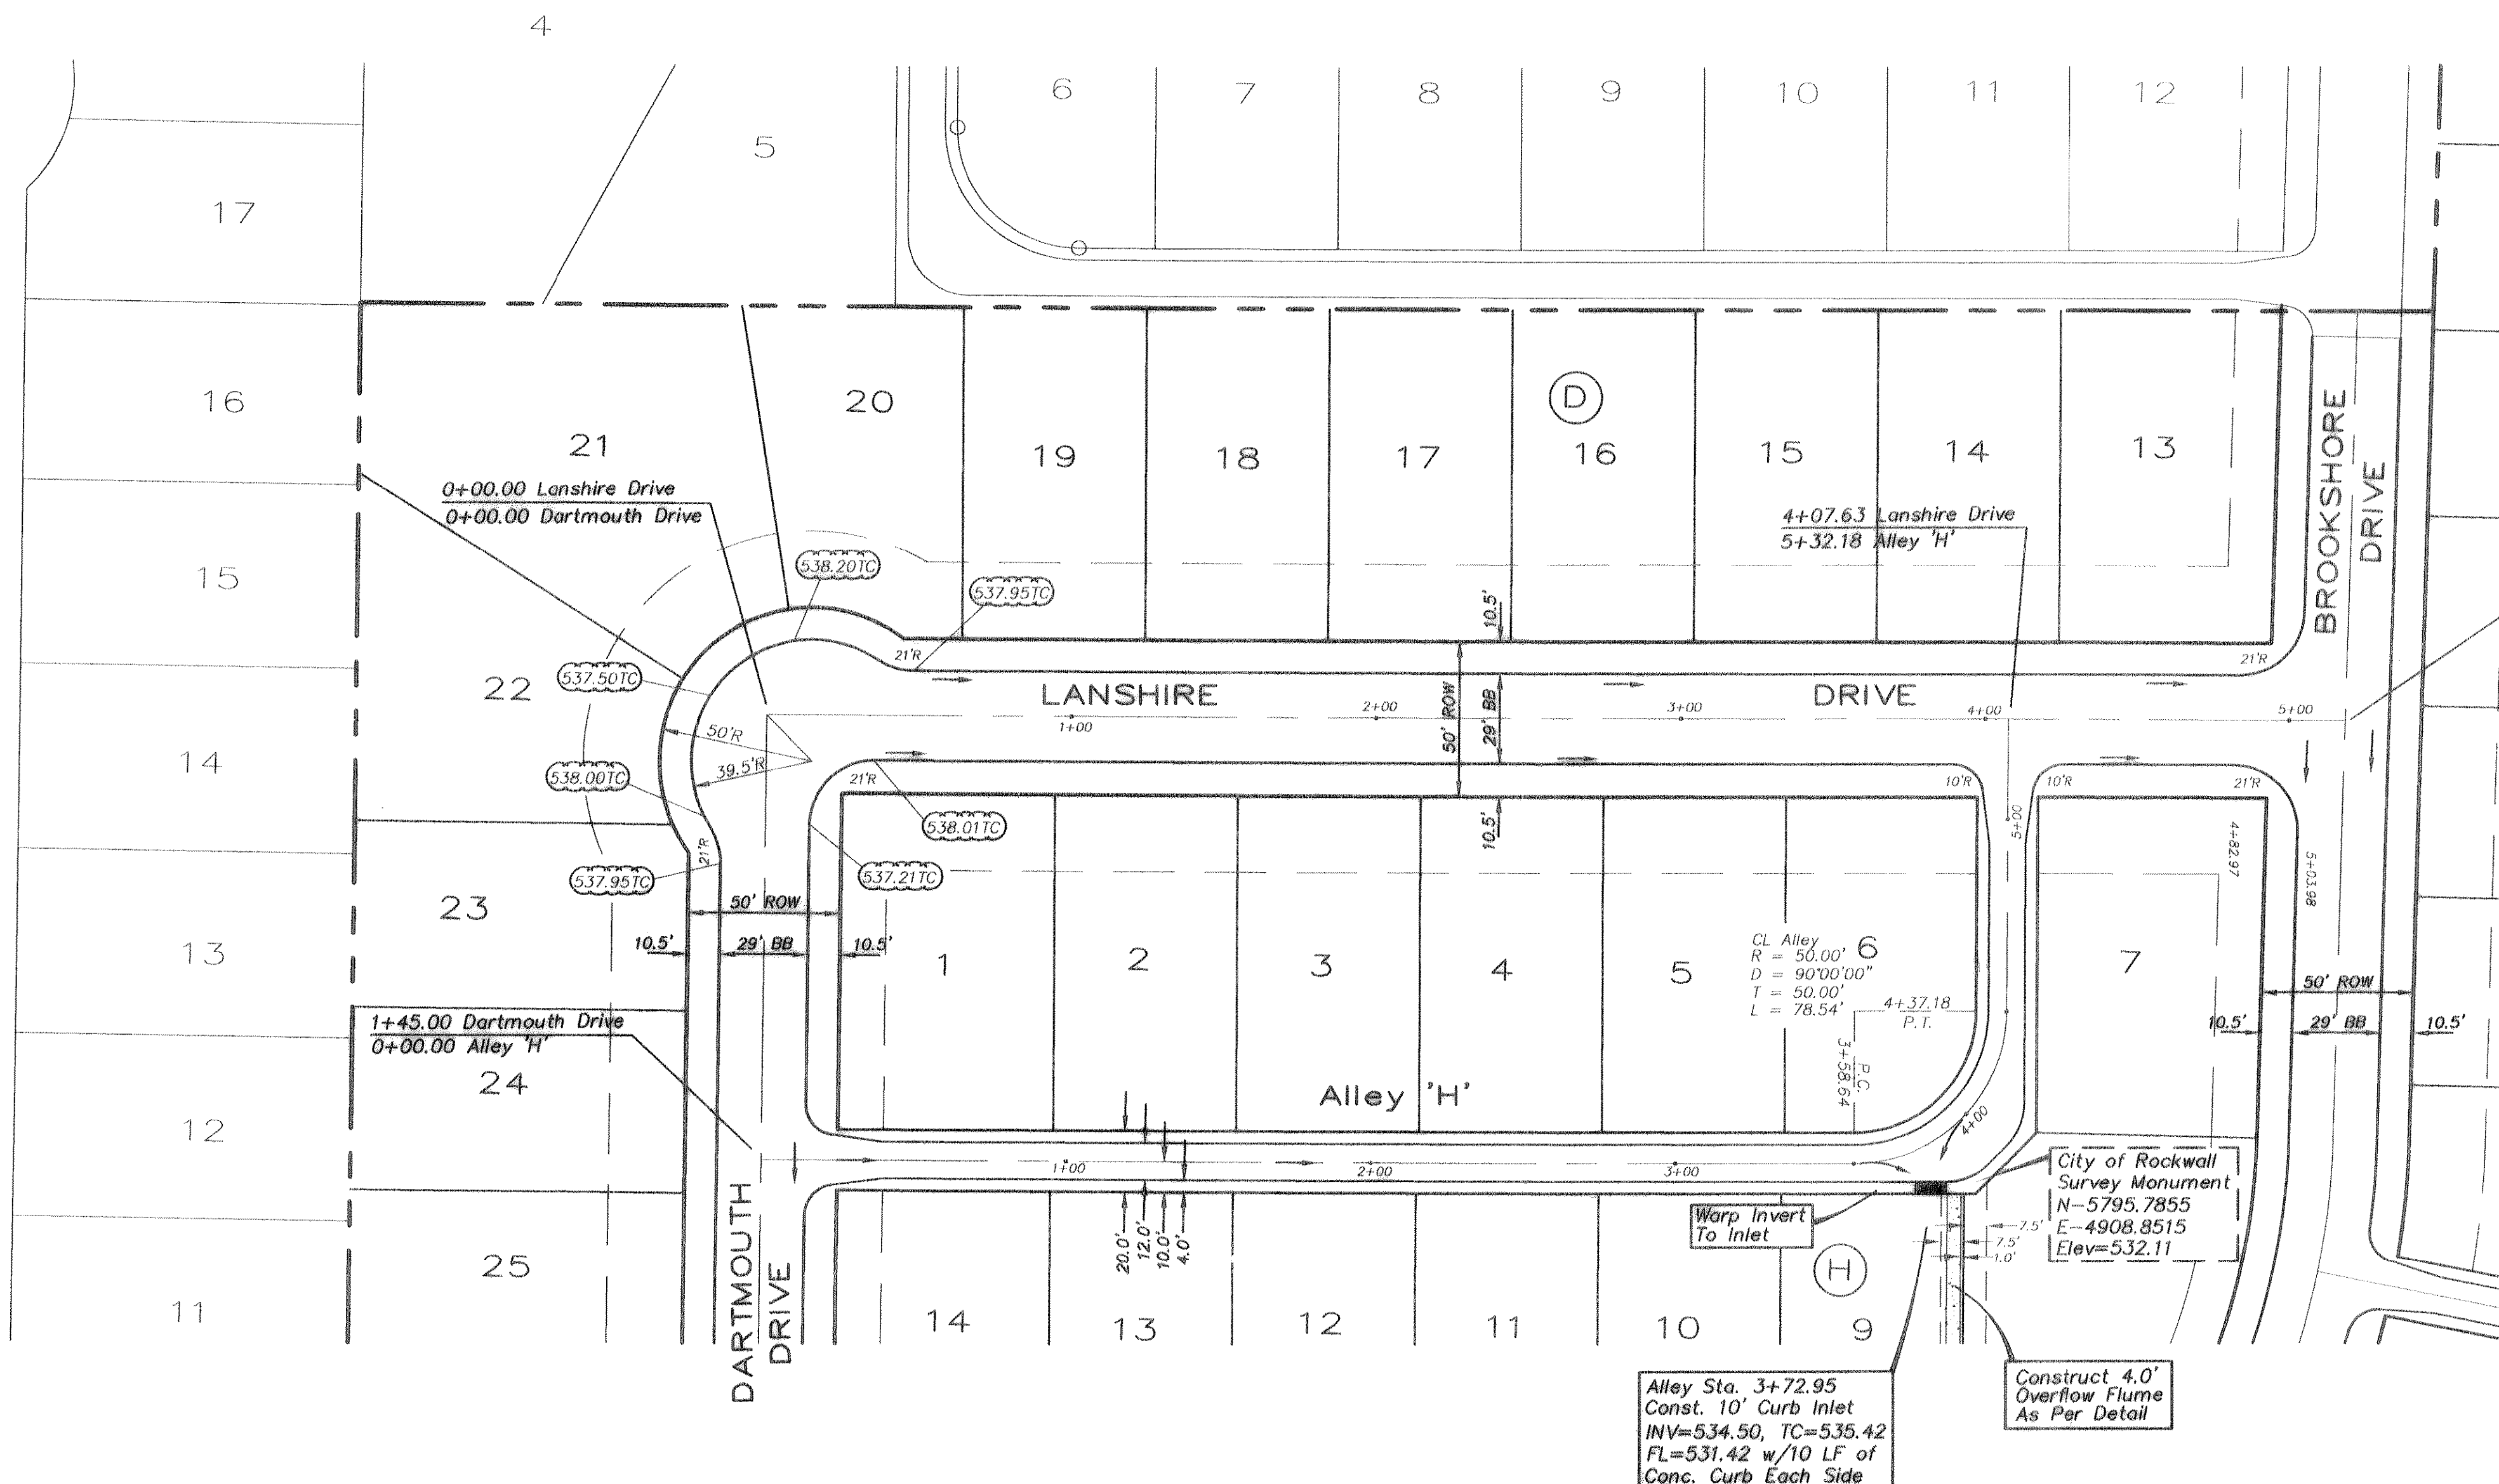 4
6
7
8
9
10
11
12
5
17
16
15
14
13
12
11
21
20
19
18
17
D
16
15
14
13
BROOKSHORE
DRIVE
0+00.00 Lanshire Drive
0+00.00 Dartmouth Drive
4+07.63 Lanshire Drive
5+32.18 Alley 'H'
538.20TC
537.95TC
537.50TC
538.00TC
537.95TC
538.01TC
537.21TC
22
23
24
25
50'R
39.5'R
21'R
21'R
21'R
LANSHIRE
DRIVE
1+00
2+00
3+00
4+00
5+00
10.5'
50' ROW
29' BB
10.5'
10'R
10'R
21'R
21'R
5+00
4+82.97
5+03.98
50' ROW
10.5'
29' BB
10.5'
1
2
3
4
5
6
7
CL Alley
R = 50.00'
D = 90°00'00"
T = 50.00'
L = 78.54'
4+37.18
P.T.
P.C.
3+58.64
50' ROW
10.5'
29' BB
10.5'
1+45.00 Dartmouth Drive
0+00.00 Alley 'H'
Alley 'H'
1+00
2+00
3+00
4+00
20.0'
12.0'
10.0'
4.0'
DARTMOUTH
DRIVE
Warp Invert
To Inlet
City of Rockwall
Survey Monument
N-5795.7855
E-4908.8515
Elev=532.11
7.5'
7.5'
1.0'
H
14
13
12
11
10
9
Alley Sta. 3+72.95
Const. 10' Curb Inlet
INV=534.50, TC=535.42
FL=531.42 w/10 LF of
Conc. Curb Each Side
Construct 4.0'
Overflow Flume
As Per Detail